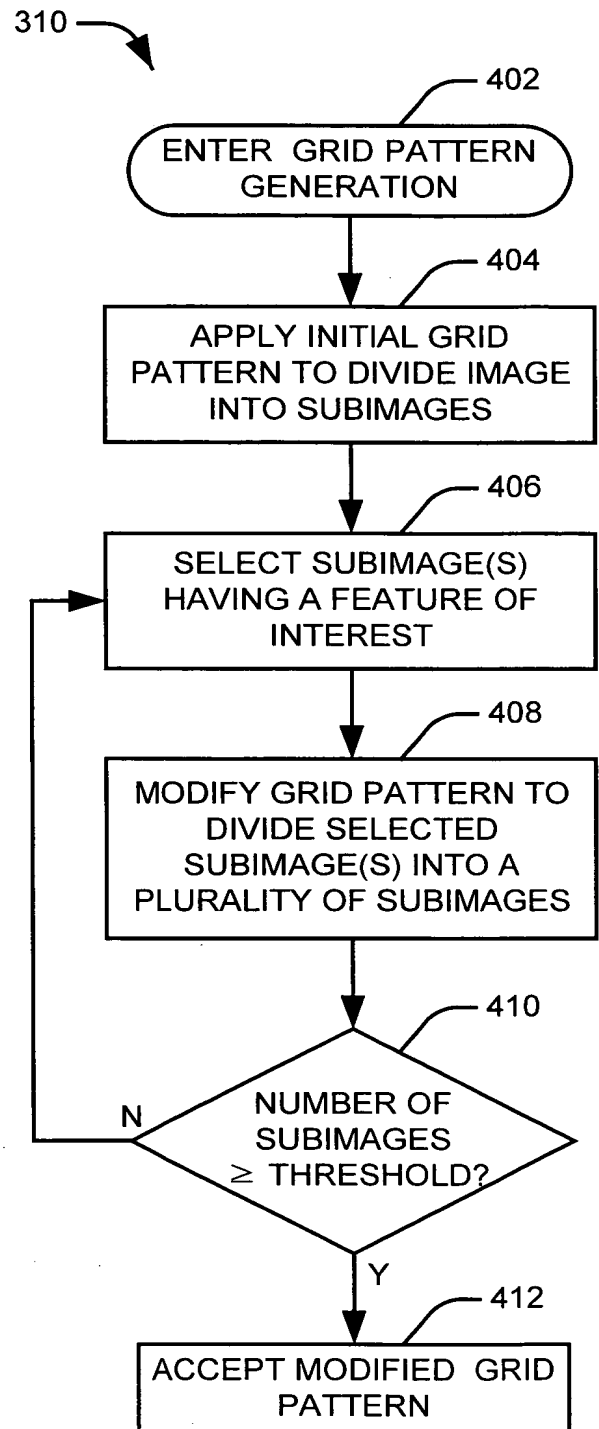 310
402
ENTER GRID PATTERN
GENERATION
404
APPLY INITIAL GRID
PATTERN TO DIVIDE IMAGE
INTO SUBIMAGES
406
SELECT SUBIMAGE(S)
HAVING A FEATURE OF
INTEREST
408
MODIFY GRID PATTERN TO
DIVIDE SELECTED
SUBIMAGE(S) INTO A
PLURALITY OF SUBIMAGES
410
NUMBER OF
SUBIMAGES
≥ THRESHOLD?
N
Y
412
ACCEPT MODIFIED GRID
PATTERN